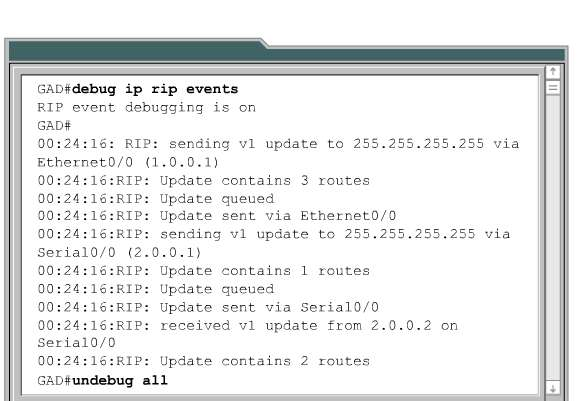 GAD#debug ip rip events
RIP event debugging is on
GAD#
00:24:16: RIP: sending v1 update to 255.255.255.255 via
Ethernet0/0 (1.0.0.1)
00:24:16:RIP: Update contains 3 routes
00:24:16:RIP: Update queued
00:24:16:RIP: Update sent via Ethernet0/0
00:24:16:RIP: sending v1 update to 255.255.255.255 via
Serial0/0 (2.0.0.1)
00:24:16:RIP: Update contains 1 routes
00:24:16:RIP: Update queued
00:24:16:RIP: Update sent via Serial0/0
00:24:16:RIP: received v1 update from 2.0.0.2 on
Serial0/0
00:24:16:RIP: Update contains 2 routes
GAD#undebug all